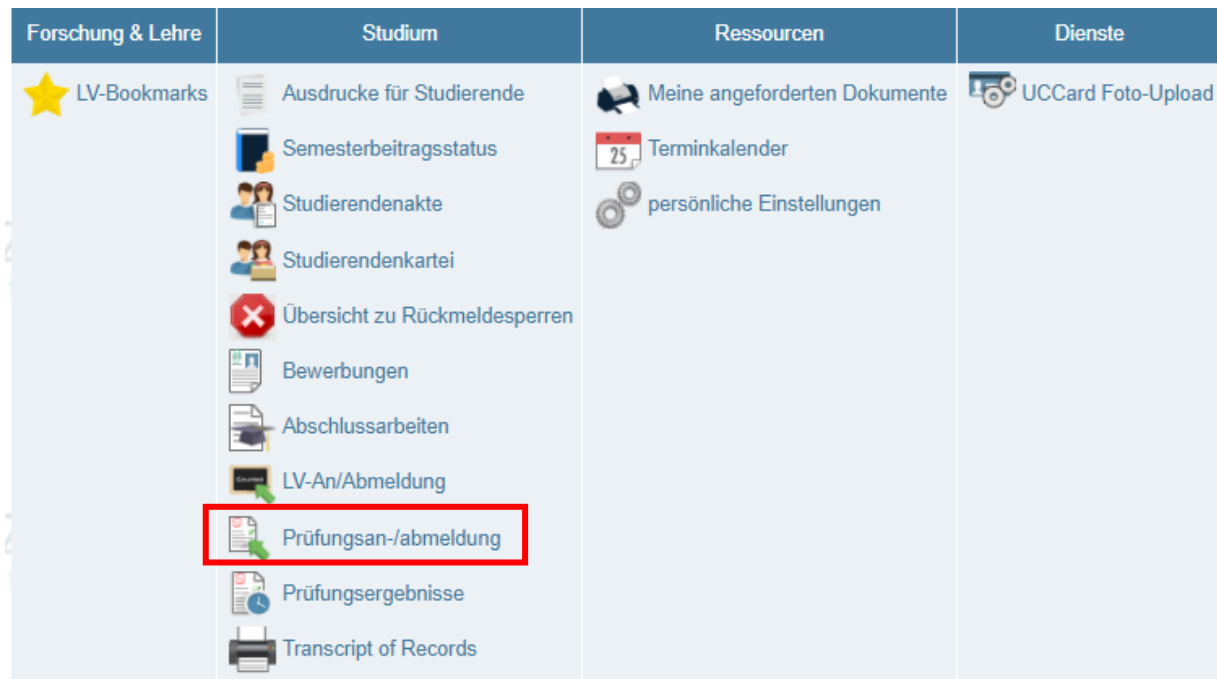 Forschung & Lehre
Studium
Ressourcen
Dienste
LV-Bookmarks
Ausdrucke für Studierende
Semesterbeitragsstatus
Studierendenakte
Studierendenkartei
Übersicht zu Rückmeldesperren
Bewerbungen
Abschlussarbeiten
LV-An/Abmeldung
Prüfungsan-/abmeldung
Prüfungsergebnisse
Transcript of Records
Meine angeforderten Dokumente
25
Terminkalender
persönliche Einstellungen
UCCard Foto-Upload